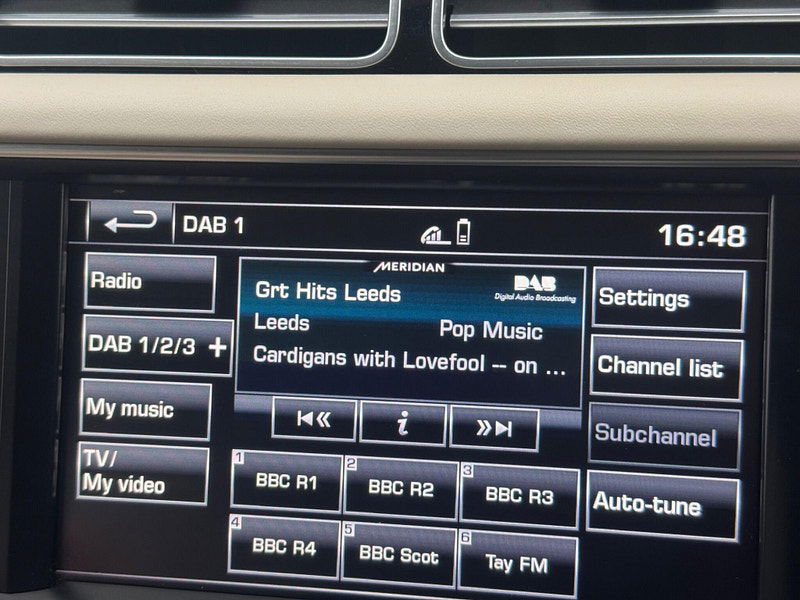 DAB 1
16:48
Radio
DAB 1/2/3 +
My music
TV/
My video
MERIDIAN
Grt Hits Leeds
DAB
Digital Audio Broadcasting
Leeds
Pop Music
Cardigans with Lovefool -- on ...
i
1
BBC R1
2
BBC R2
3
BBC R3
4
BBC R4
5
BBC Scot
6
Tay FM
Settings
Channel list
Subchannel
Auto-tune